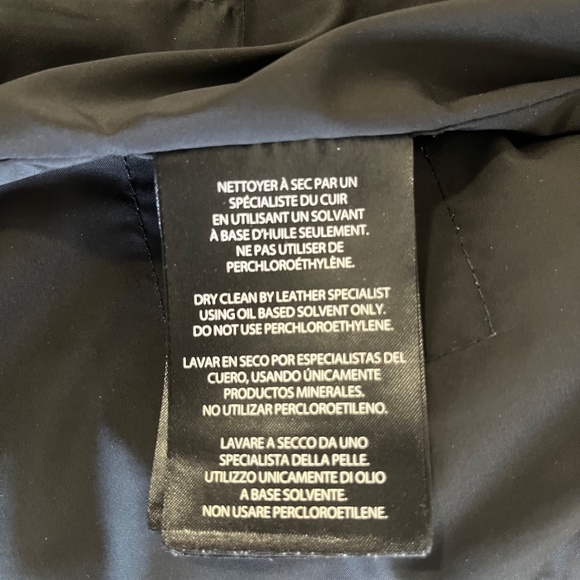 NETTOYER À SEC PAR UN
SPÉCIALISTE DU CUIR
EN UTILISANT UN SOLVANT
À BASE D'HUILE SEULEMENT.
NE PAS UTILISER DE
PERCHLOROÉTHYLÈNE.
DRY CLEAN BY LEATHER SPECIALIST
USING OIL BASED SOLVENT ONLY.
DO NOT USE PERCHLOROETHYLENE.
LAVAR EN SECO POR ESPECIALISTAS DEL
CUERO, USANDO ÚNICAMENTE
PRODUCTOS MINERALES.
NO UTILIZAR PERCLOROETILENO.
LAVARE A SECCO DA UNO
SPECIALISTA DELLA PELLE.
UTILIZZO UNICAMENTE DI OLIO
A BASE SOLVENTE.
NON USARE PERCLOROETILENE.